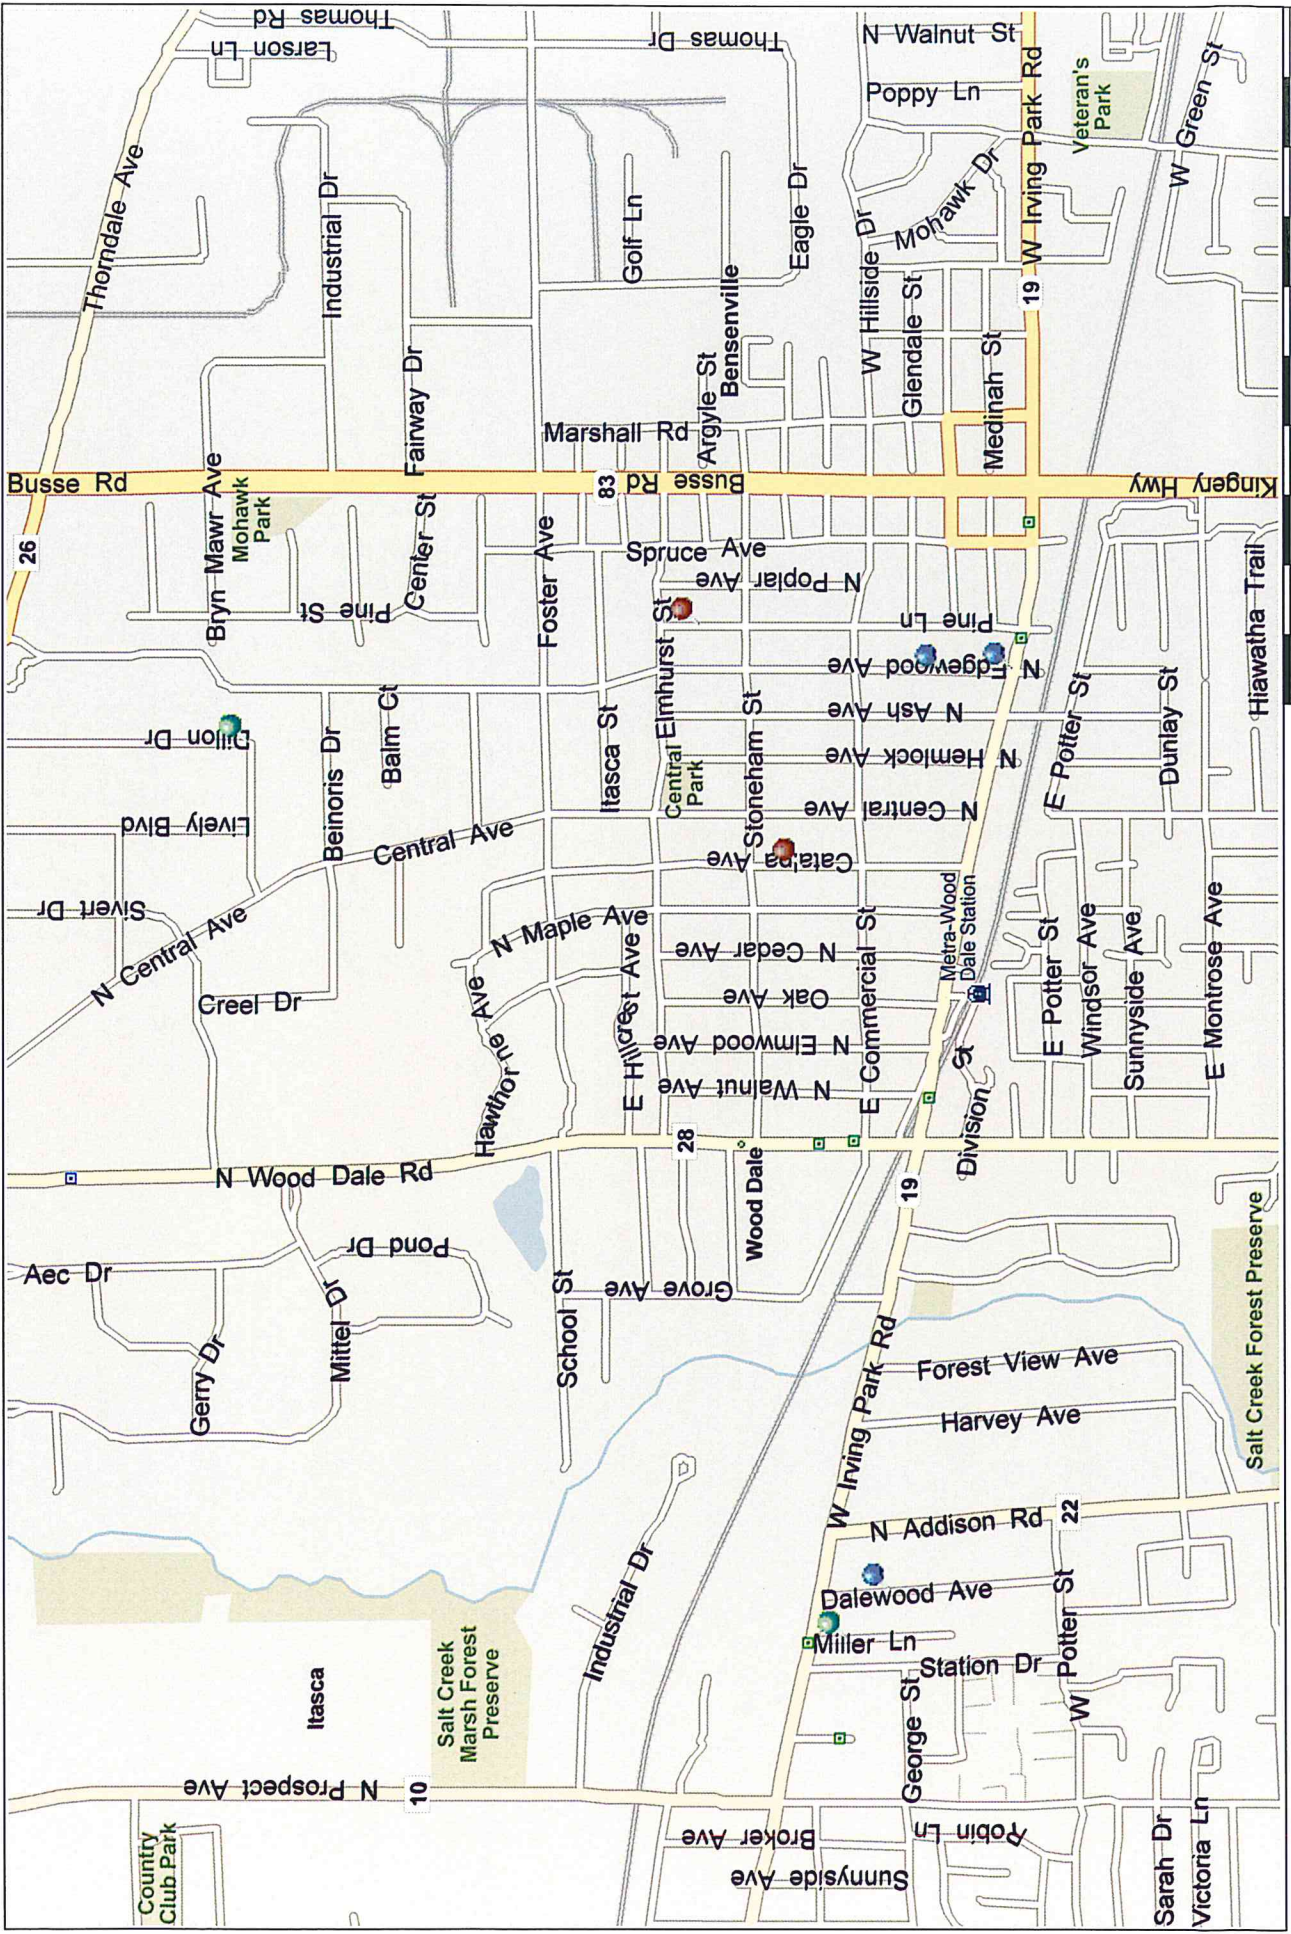 Thomas Rd
Larson Ln
Thomas Dr
N Walnut St
Poppy Ln
W Irving Park Rd
Veteran's
Park
W Green St
Thorndale Ave
Industrial Dr
Golf Ln
Eagle Dr
W Hillside Dr
Mohawk Dr
Glendale St
19
Bensenville
Argyle St
Medinah St
Fairway Dr
Marshall Rd
Busse Rd
83
Busse Rd
Kingery Hwy
26
Bryn Mawr Ave
Mohawk
Park
Center St
Foster Ave
Spruce Ave
N Poplar Ave
Pine St
Elmhurst St
Pine Ln
N Edgewood Ave
Hiawatha Trail
Dillon Dr
Beinoris Dr
Balm Ct
Itasca St
Central
Park
Stoneham St
N Ash Ave
N Hemlock Ave
E Potter St
Dunlay St
Lively Blvd
Central Ave
N Central Ave
Catalpa Ave
Sivert Dr
N Central Ave
Creel Dr
N Maple Ave
Hawthorne Ave
E Hillcrest Ave
N Cedar Ave
Oak Ave
N Elmwood Ave
N Walnut Ave
E Commercial St
Metra-Wood
Dale Station
E Potter St
Windsor Ave
Sunnyside Ave
E Montrose Ave
Division St
N Wood Dale Rd
28
Wood Dale
19
Aec Dr
Pond Dr
Mittel Dr
Gerry Dr
School St
Grove Ave
W Irving Park Rd
Forest View Ave
Harvey Ave
Salt Creek Forest Preserve
N Addison Rd
22
Industrial Dr
Dalewood Ave
Miller Ln
Station Dr
W Potter St
George St
Itasca
Salt Creek
Marsh Forest
Preserve
N Prospect Ave
10
Country
Club Park
Broker Ave
Sunnyside Ave
Robin Ln
Sarah Dr
Victoria Ln